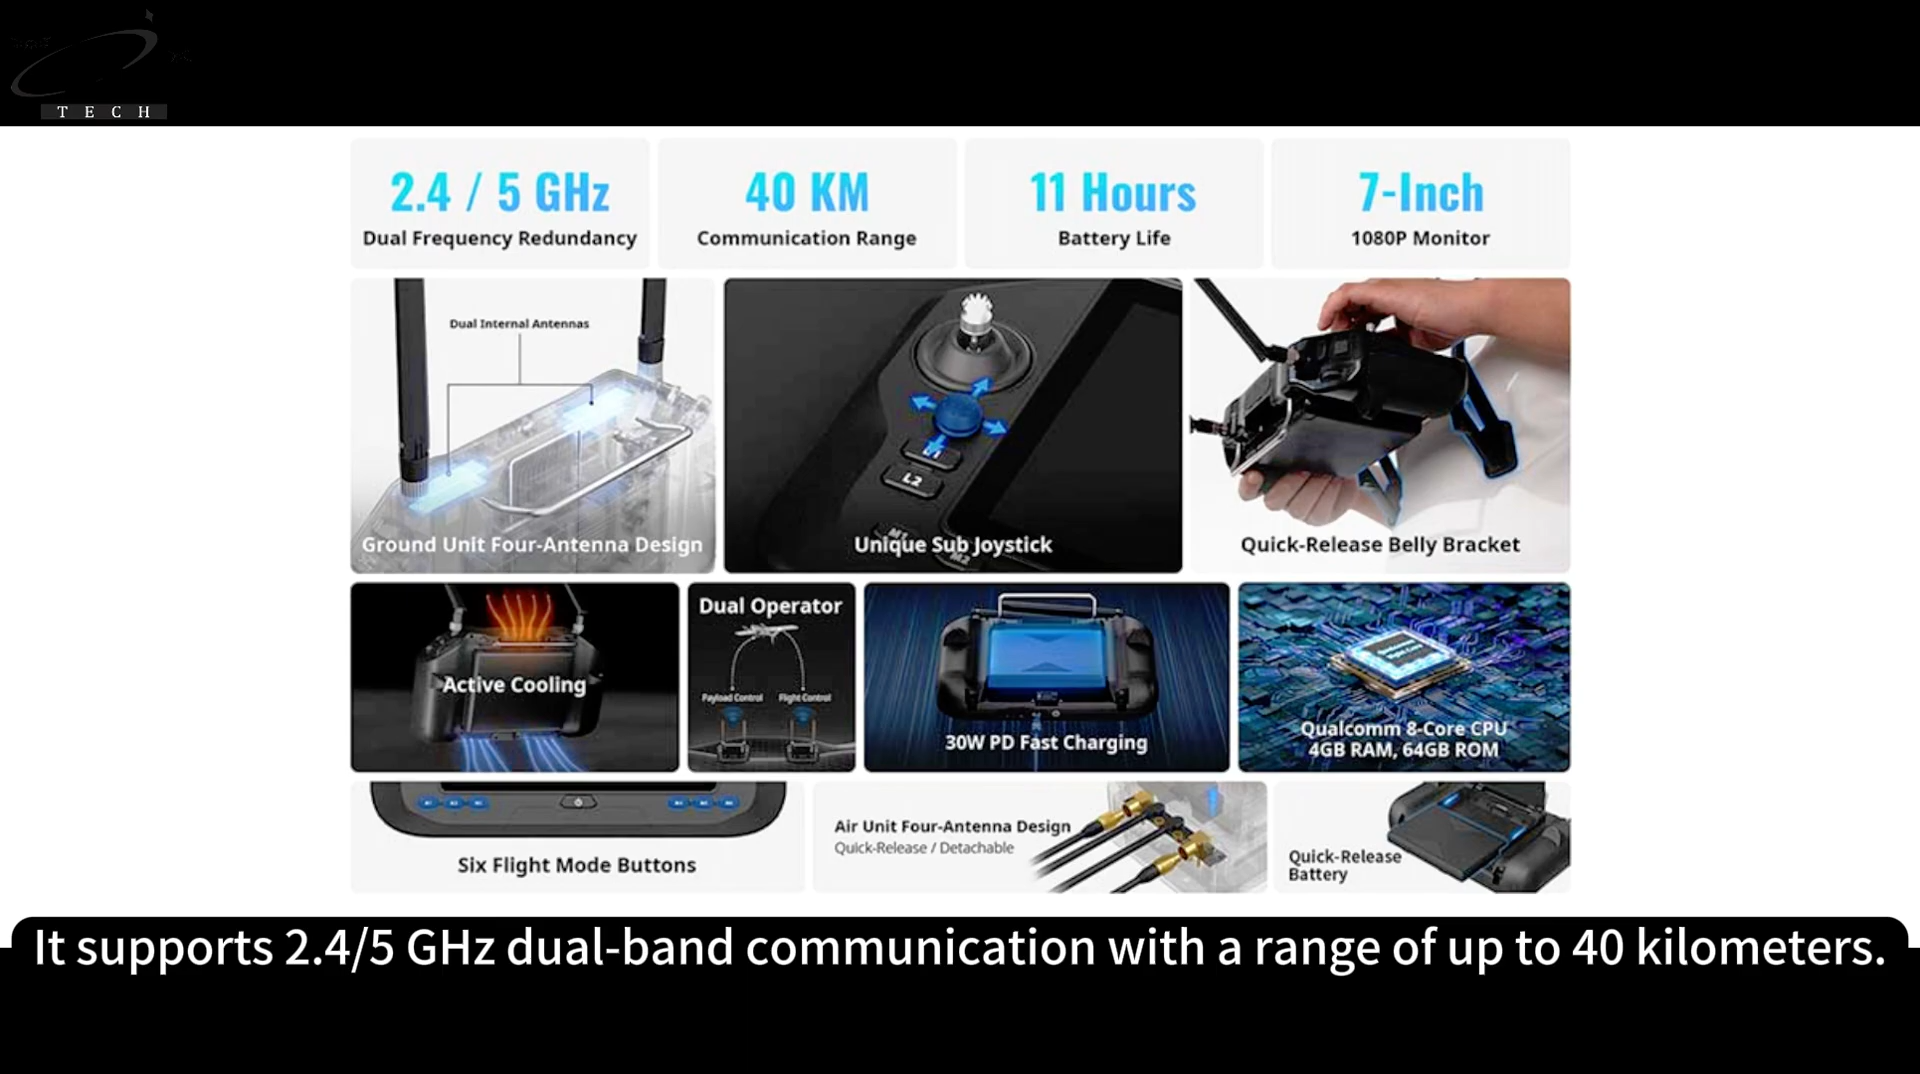 TECH
2.4 / 5 GHz
Dual Frequency Redundancy
40 KM
Communication Range
11 Hours
Battery Life
7-Inch
1080P Monitor
Dual Internal Antennas
Ground Unit Four-Antenna Design
L1
L2
M1
M2
Unique Sub Joystick
Quick-Release Belly Bracket
Active Cooling
Dual Operator
Payload Control
Flight Control
30W PD Fast Charging
Qualcomm 8-Core CPU
4GB RAM, 64GB ROM
Six Flight Mode Buttons
Air Unit Four-Antenna Design
Quick-Release / Detachable
Quick-Release
Battery
It supports 2.4/5 GHz dual-band communication with a range of up to 40 kilometers.